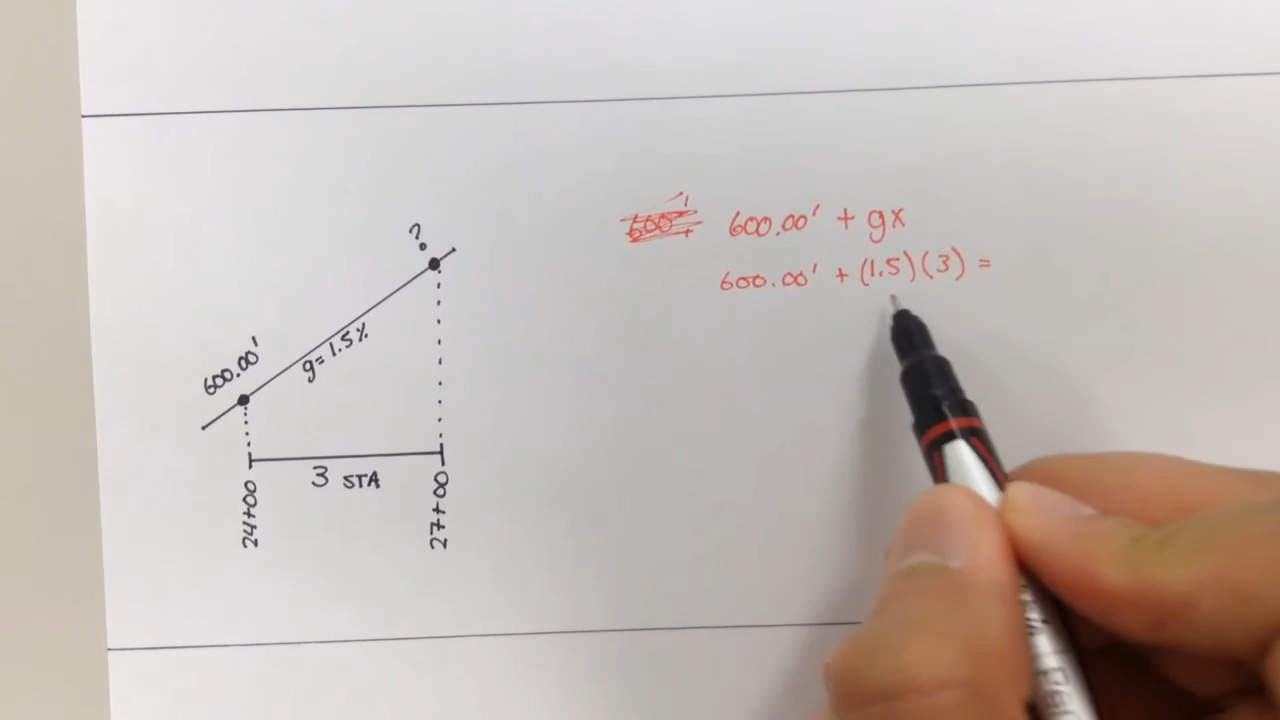 600.00' + gx
600.00' + (1.5)(3) =
?
600.00'
g=1.5%
3 STA
24+00
27+00